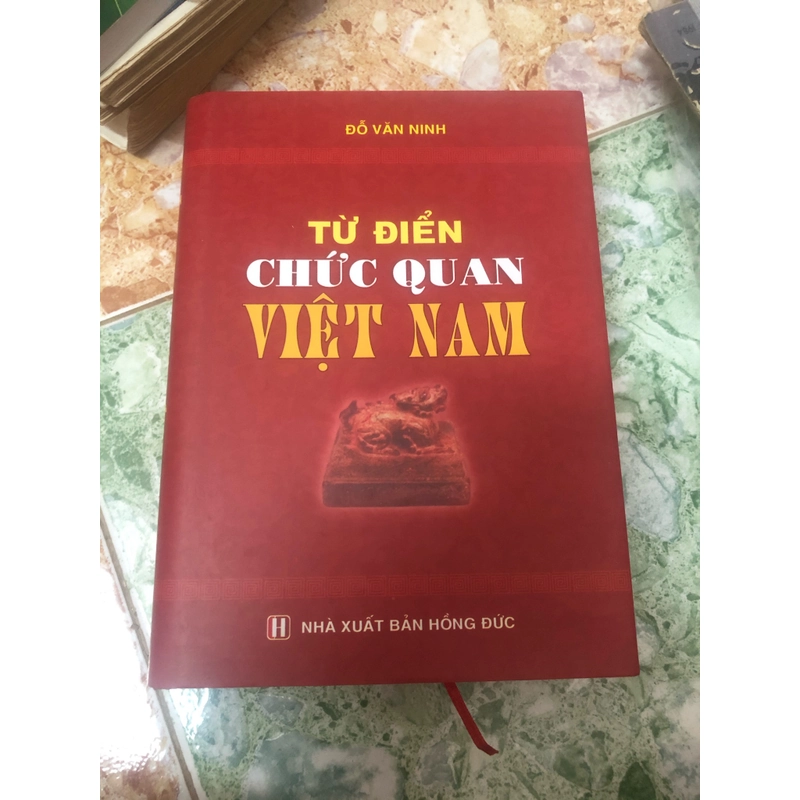 ĐỖ VĂN NINH
TỪ ĐIỂN
CHỨC QUAN
VIỆT NAM
H NHÀ XUẤT BẢN HỒNG ĐỨC